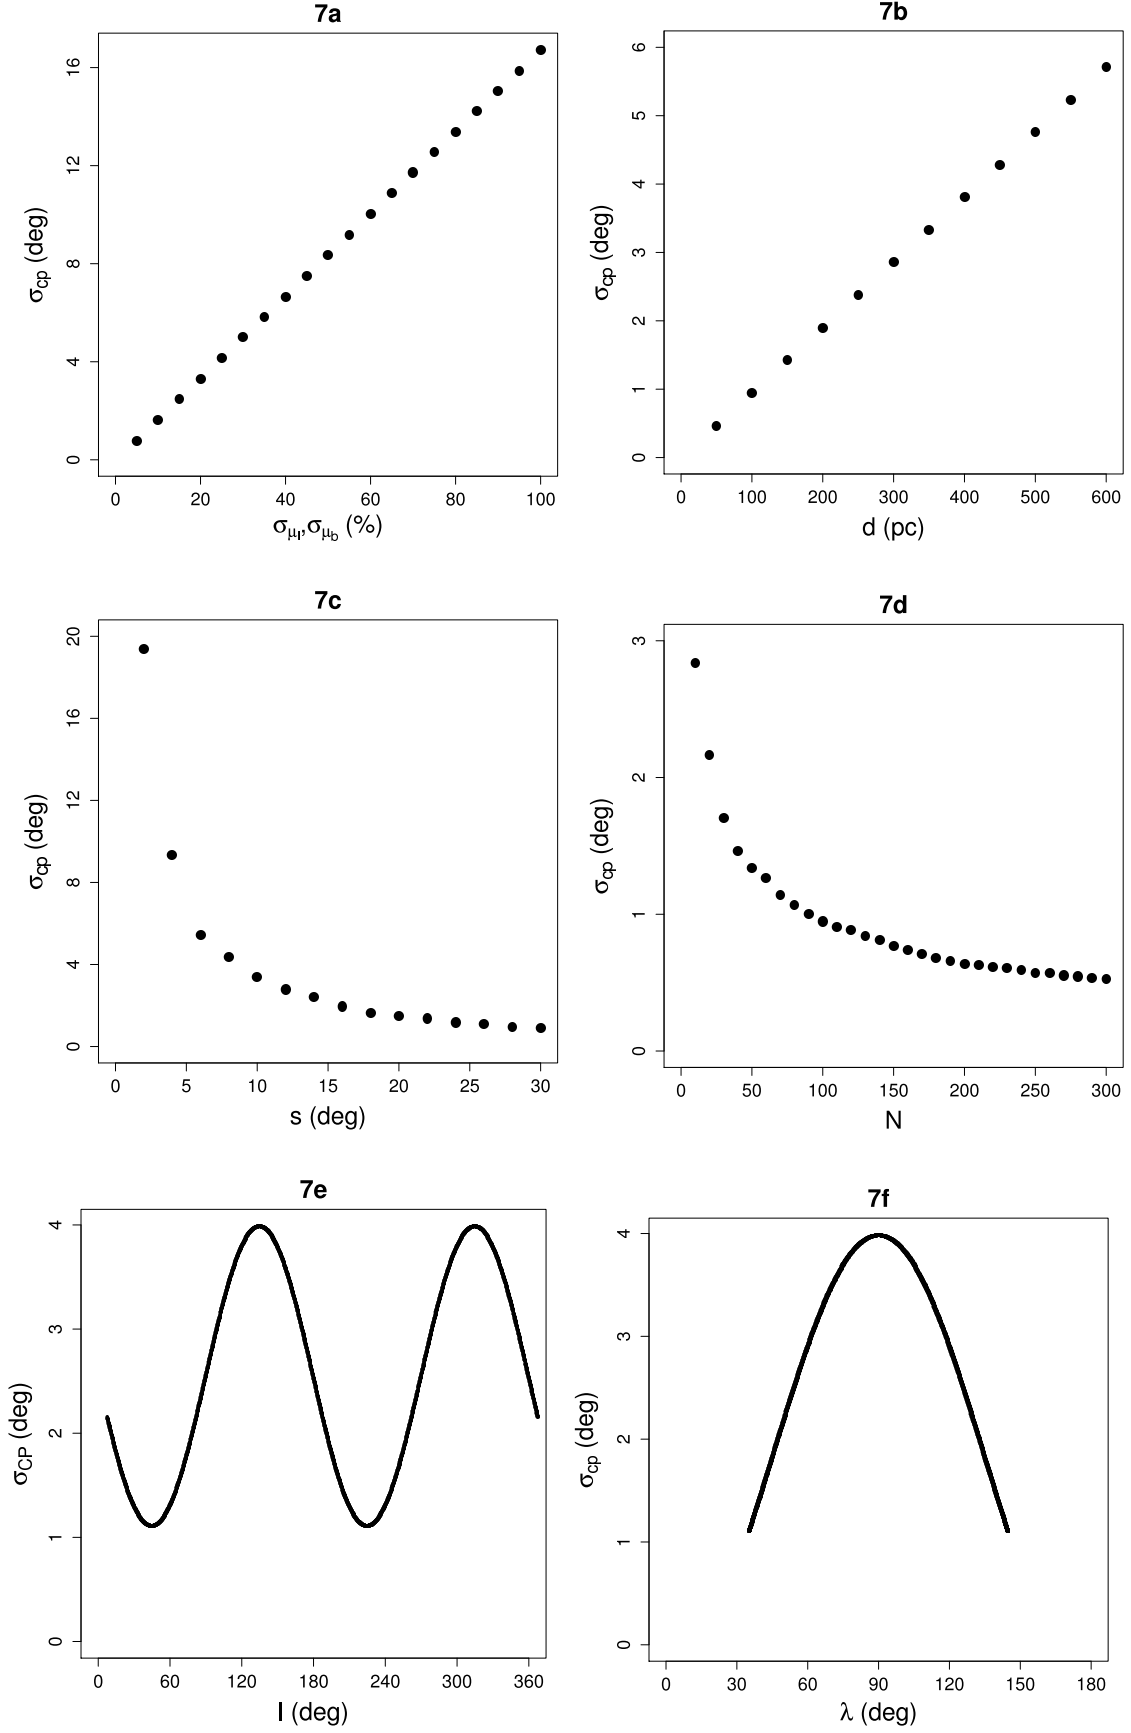 7a
σcp (deg)
16
12
8
4
0
0 20 40 60 80 100
σμl,σμb (%)
7b
σcp (deg)
6
5
4
3
2
1
0
0 100 200 300 400 500 600
d (pc)
7c
σcp (deg)
20
16
12
8
4
0
0 5 10 15 20 25 30
s (deg)
7d
σcp (deg)
3
2
1
0
0 50 100 150 200 250 300
N
7e
σCP (deg)
4
3
2
1
0
0 60 120 180 240 300 360
l (deg)
7f
σcp (deg)
4
3
2
1
0
0 30 60 90 120 150 180
λ (deg)